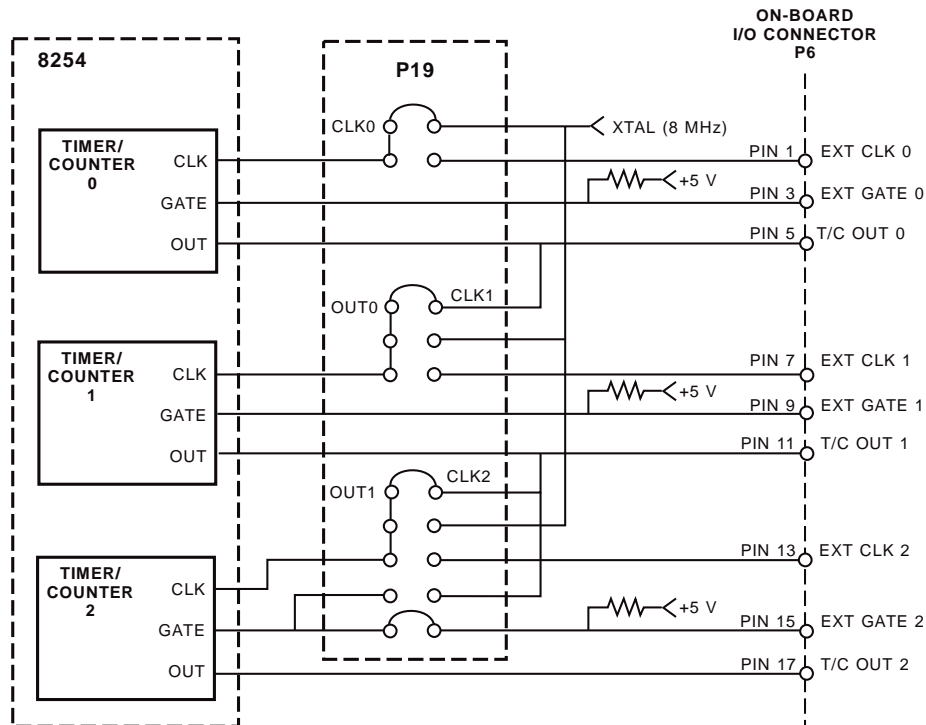 ON-BOARD
I/O CONNECTOR
P6
8254
P19
CLK0
XTAL (8 MHz)
TIMER/
COUNTER
0
CLK
PIN 1
EXT CLK 0
+5 V
GATE
PIN 3
EXT GATE 0
OUT
PIN 5
T/C OUT 0
OUT0
CLK1
TIMER/
COUNTER
1
CLK
PIN 7
EXT CLK 1
+5 V
GATE
PIN 9
EXT GATE 1
OUT
PIN 11
T/C OUT 1
OUT1
CLK2
PIN 13
EXT CLK 2
TIMER/
COUNTER
2
CLK
+5 V
GATE
PIN 15
EXT GATE 2
OUT
PIN 17
T/C OUT 2